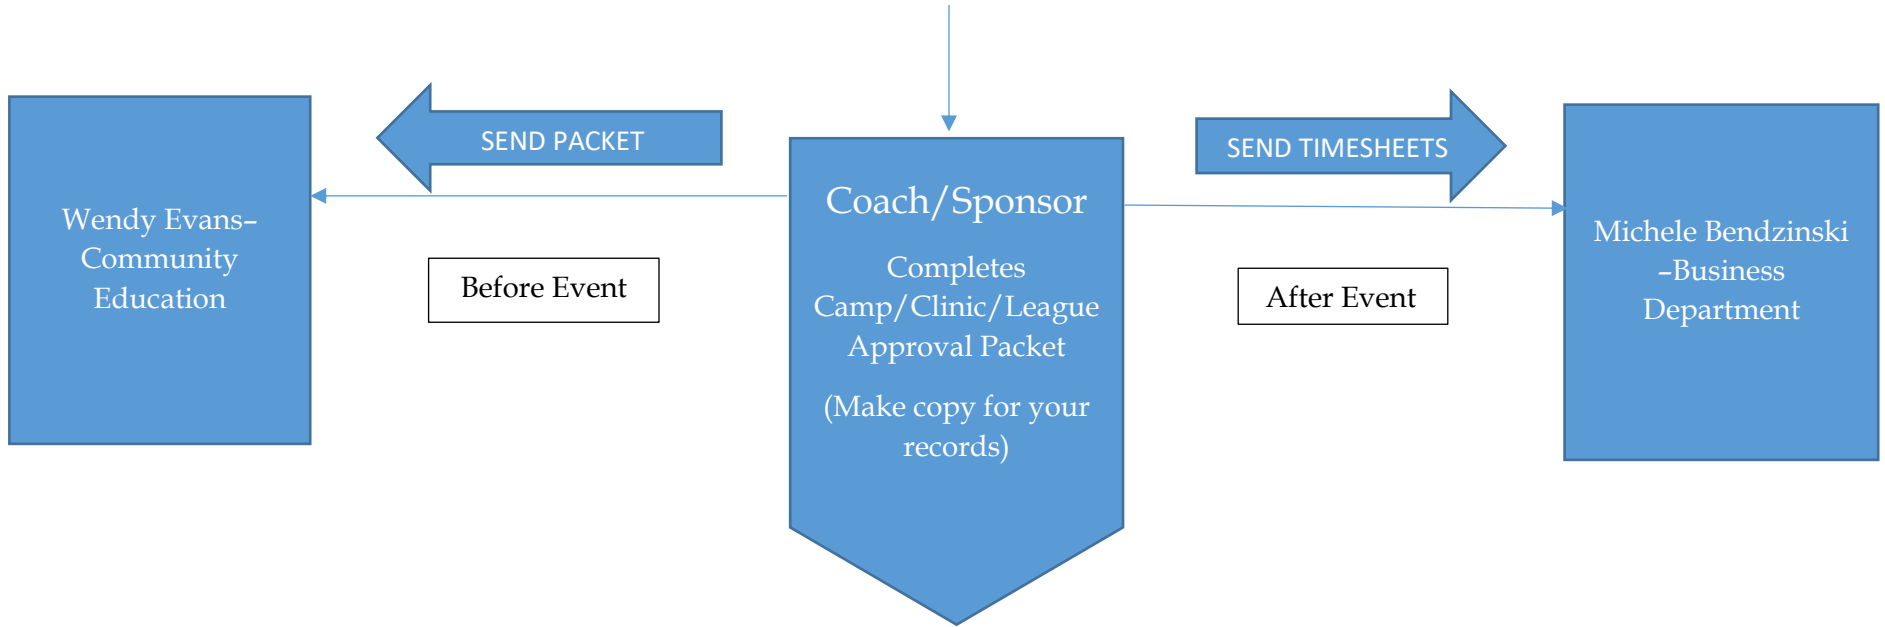 SEND PACKET
Wendy Evans–
Community
Education
Before Event
Coach/Sponsor
Completes
Camp/Clinic/League
Approval Packet
(Make copy for your
records)
SEND TIMESHEETS
After Event
Michele Bendzinski
–Business
Department